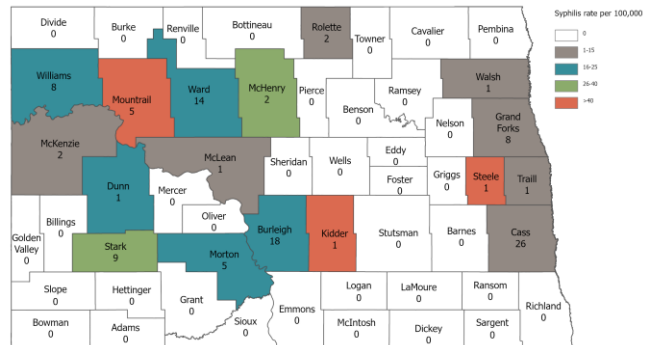 Syphilis rate per 100,000
0
1-15
16-25
26-40
>40
Divide
0
Burke
0
Renville
0
Bottineau
0
Rolette
2
Towner
0
Cavalier
0
Pembina
0
Williams
8
Mountrail
5
Ward
14
McHenry
2
Pierce
0
Benson
0
Ramsey
0
Walsh
1
Nelson
0
Grand
Forks
8
McKenzie
2
Dunn
1
McLean
1
Mercer
0
Oliver
0
Sheridan
0
Wells
0
Eddy
0
Foster
0
Griggs
0
Steele
1
Traill
1
Golden
Valley
0
Billings
0
Stark
9
Morton
5
Burleigh
18
Kidder
1
Stutsman
0
Barnes
0
Cass
26
Slope
0
Hettinger
0
Grant
0
Sioux
0
Emmons
0
Logan
0
LaMoure
0
Ransom
0
Richland
0
Bowman
0
Adams
0
McIntosh
0
Dickey
0
Sargent
0